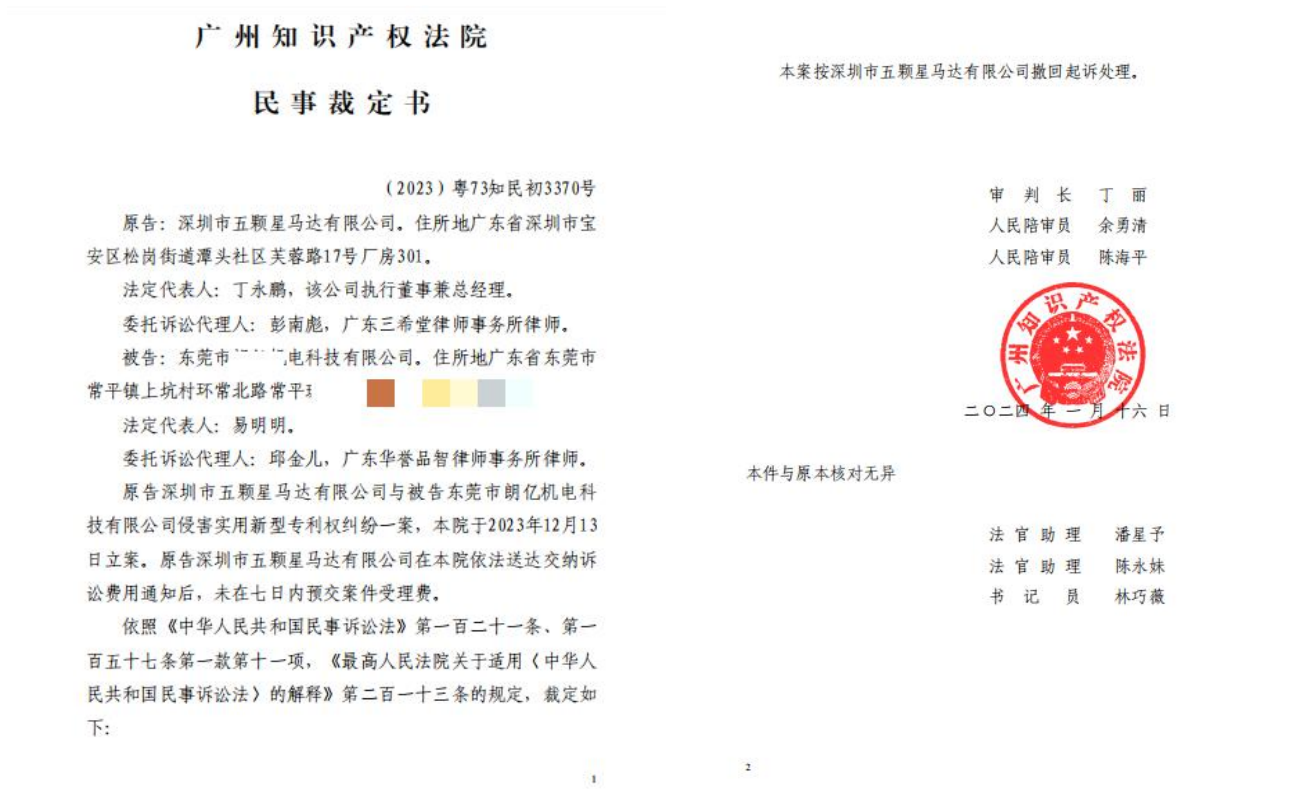 广州知识产权法院
民事裁定书
（2023）粤73知民初3370号
原告：深圳市五颗星马达有限公司。住所地广东省深圳市宝
安区松岗街道潭头社区芙蓉路17号厂房301。
法定代表人：丁永鹏，该公司执行董事兼总经理。
委托诉讼代理人：彭南彪，广东三希堂律师事务所律师。
被告：东莞市 电科技有限公司。住所地广东省东莞市
常平镇上坑村环常北路常平
法定代表人：易明明。
委托诉讼代理人：邱金儿，广东华誉品智律师事务所律师。
原告深圳市五颗星马达有限公司与被告东莞市朗亿机电科
技有限公司侵害实用新型专利权纠纷一案，本院于2023年12月13
日立案。原告深圳市五颗星马达有限公司在本院依法送达交纳诉
讼费用通知后，未在七日内预交案件受理费。
依照《中华人民共和国民事诉讼法》第一百二十一条、第一
百五十七条第一款第十一项，《最高人民法院关于适用〈中华人
民共和国民事诉讼法〉的解释》第二百一十三条的规定，裁定如
下：
1
本案按深圳市五颗星马达有限公司撤回起诉处理。
审判长 丁丽
人民陪审员 余勇清
人民陪审员 陈海平
广州知识产权法院
二〇二四年一月十六日
本件与原本核对无异
法官助理 潘星予
法官助理 陈永妹
书记员 林巧薇
2